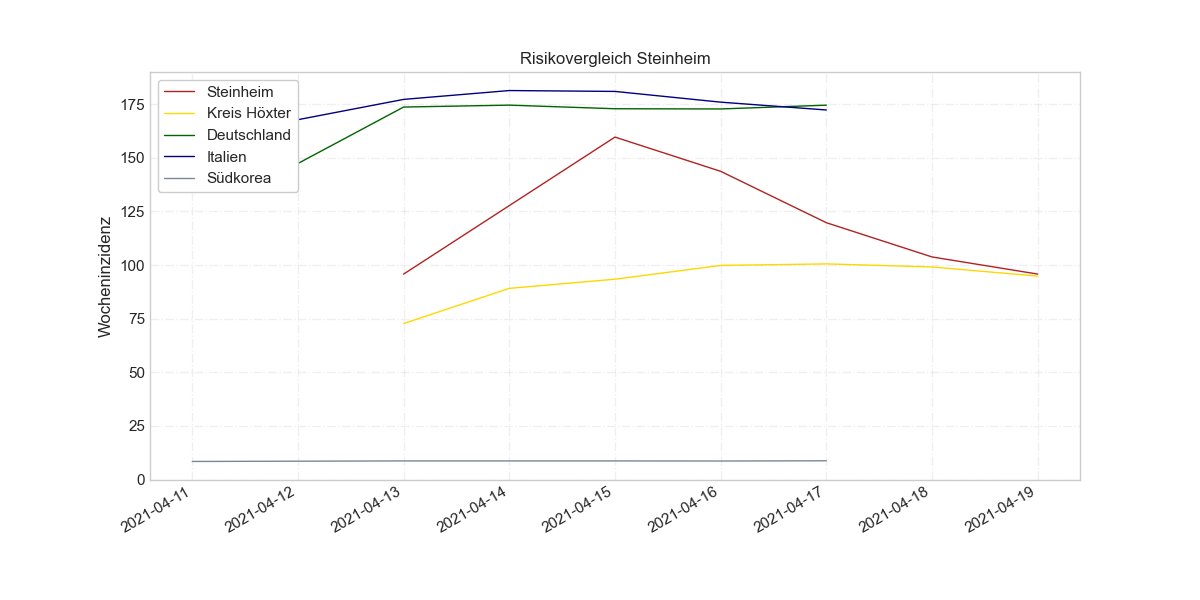 Risikovergleich Steinheim
Steinheim
Kreis Höxter
Deutschland
Italien
Südkorea
Wocheninzidenz
175
150
125
100
75
50
25
0
2021-04-11
2021-04-12
2021-04-13
2021-04-14
2021-04-15
2021-04-16
2021-04-17
2021-04-18
2021-04-19